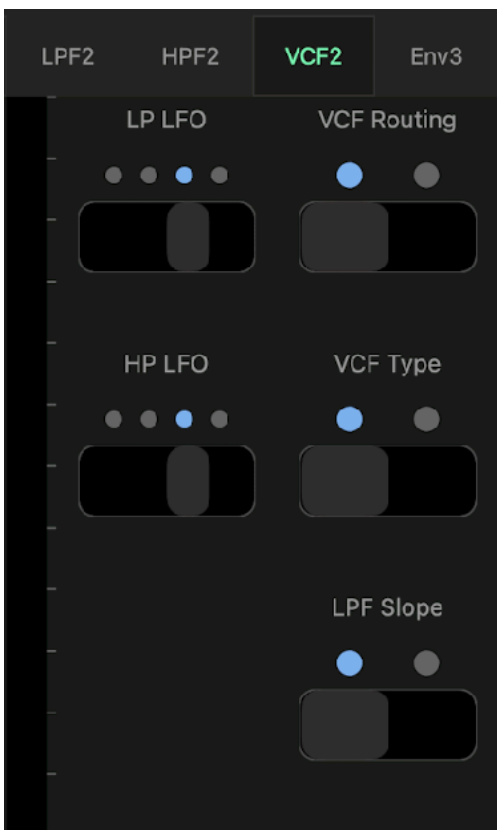 LPF2 HPF2 VCF2 Env3
LP LFO VCF Routing
HP LFO VCF Type
LPF Slope